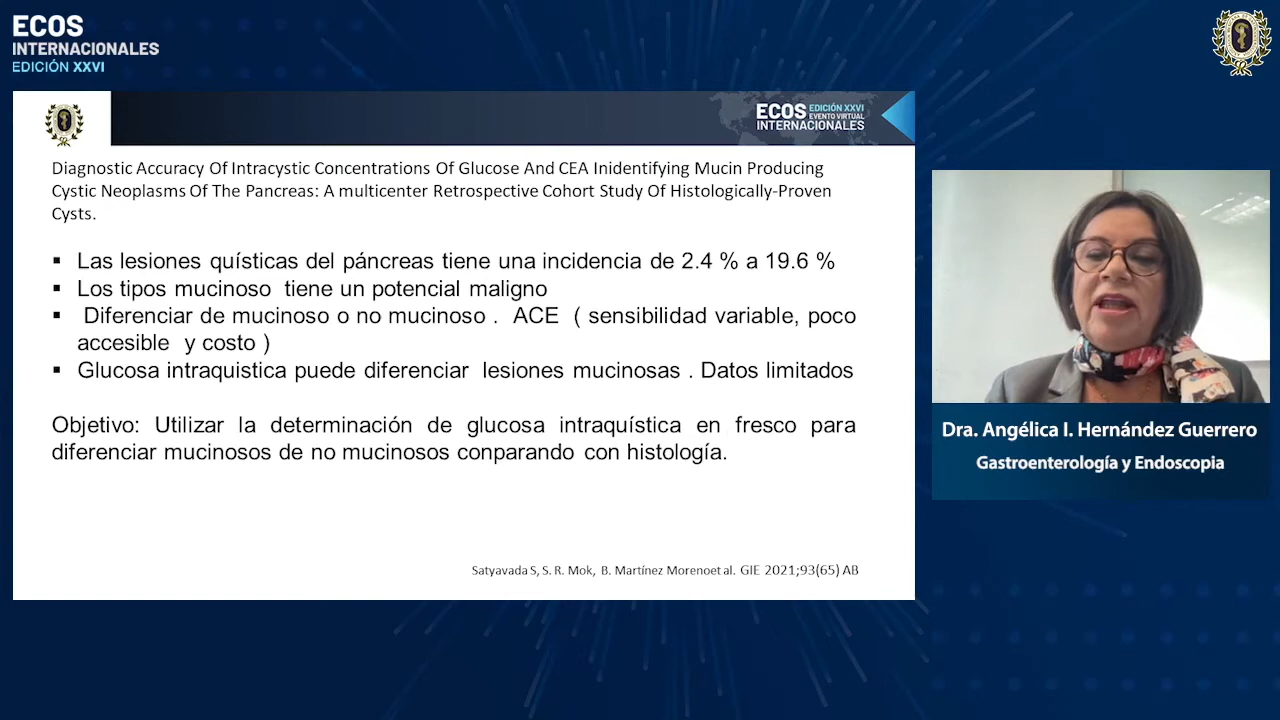 ECOS
INTERNACIONALES
EDICIÓN XXVI
ECOS EDICIÓN XXVI
EVENTO VIRTUAL
INTERNACIONALES
Diagnostic Accuracy Of Intracystic Concentrations Of Glucose And CEA Inidentifying Mucin Producing
Cystic Neoplasms Of The Pancreas: A multicenter Retrospective Cohort Study Of Histologically-Proven
Cysts.
▪ Las lesiones quísticas del páncreas tiene una incidencia de 2.4 % a 19.6 %
▪ Los tipos mucinoso tiene un potencial maligno
▪ Diferenciar de mucinoso o no mucinoso . ACE ( sensibilidad variable, poco
accesible y costo )
▪ Glucosa intraquistica puede diferenciar lesiones mucinosas . Datos limitados
Objetivo: Utilizar la determinación de glucosa intraquística en fresco para
diferenciar mucinosos de no mucinosos conparando con histología.
Satyavada S, S. R. Mok, B. Martínez Morenoet al. GIE 2021;93(65) AB
Dra. Angélica I. Hernández Guerrero
Gastroenterología y Endoscopia